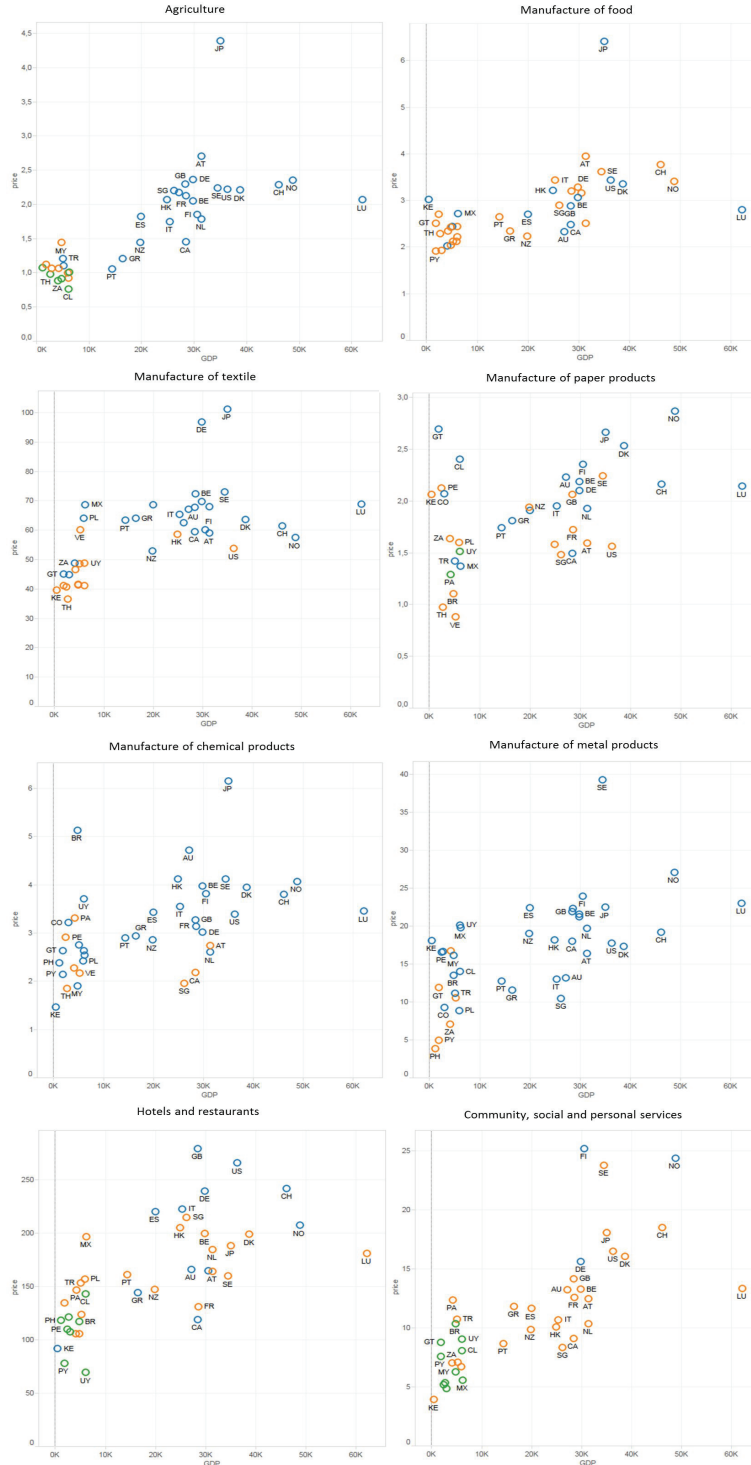 Agriculture
4,5
4,0
3,5
3,0
2,5
2,0
1,5
1,0
0,5
0,0
price
JP
AT
GB DE
SG FR SE US DK CH NO
HK BE LU
ES IT FI NL
NZ CA
MY GR
TR PT
TH ZA
CL
0K 10K 20K 30K 40K 50K 60K
GDP
Manufacture of food
6
5
4
3
2
1
0
price
JP
AT
SE CH
IT DE US DK NO
KE HK BE LU
MX SG GB
GT PT ES
TH GR NZ AU CA
PY
0K 10K 20K 30K 40K 50K 60K
GDP
Manufacture of textile
100
90
80
70
60
50
40
30
20
10
0
price
JP
DE
BE SE
MX AU LU
PL PT GR IT FI DK CH
VE HK CA AT NO
NZ US
ZA UY
GT
KE
TH
0K 10K 20K 30K 40K 50K 60K
GDP
Manufacture of paper products
3,0
2,5
2,0
1,5
1,0
0,5
0,0
price
NO
GT JP
DK
CL FI
PE AU BE SE
KE CO GB DE CH LU
NZ IT NL
GR
PT FR
ZA PL AT US
UY SG CA
TR MX
PA
BR
TH
VE
0K 10K 20K 30K 40K 50K 60K
GDP
Manufacture of chemical products
6
5
4
3
2
1
0
price
JP
BR
AU
HK BE SE NO
UY FI DK CH
IT
CO PA ES GB US LU
PT GR FR DE
GT NZ AT
PH PL NL
PY VE CA
TH MY SG
KE
0K 10K 20K 30K 40K 50K 60K
GDP
Manufacture of metal products
40
35
30
25
20
15
10
5
0
price
SE
NO
FI
ES GB BE JP LU
UY
MX NZ NL CH
KE HK CA US DK
PE MY AT
BR CL
PT IT AU
GT TR GR
CO PL SG
ZA
PY
PH
0K 10K 20K 30K 40K 50K 60K
GDP
Hotels and restaurants
250
200
150
100
50
0
price
GB
US
DE CH
ES IT
SG NO
HK BE DK
MX NL JP LU
TR PL PT AU AT SE
PA CL GR NZ
FR
PH BR CA
PE
KE
PY
UY
0K 10K 20K 30K 40K 50K 60K
GDP
Community, social and personal services
25
20
15
10
5
0
price
FI
SE NO
JP CH
US DK
DE
GB
AU BE LU
PA FR AT
GR ES
TR IT
BR HK NL
GT UY NZ CA
PY CL PT SG
ZA
MY
MX
KE
0K 10K 20K 30K 40K 50K 60K
GDP